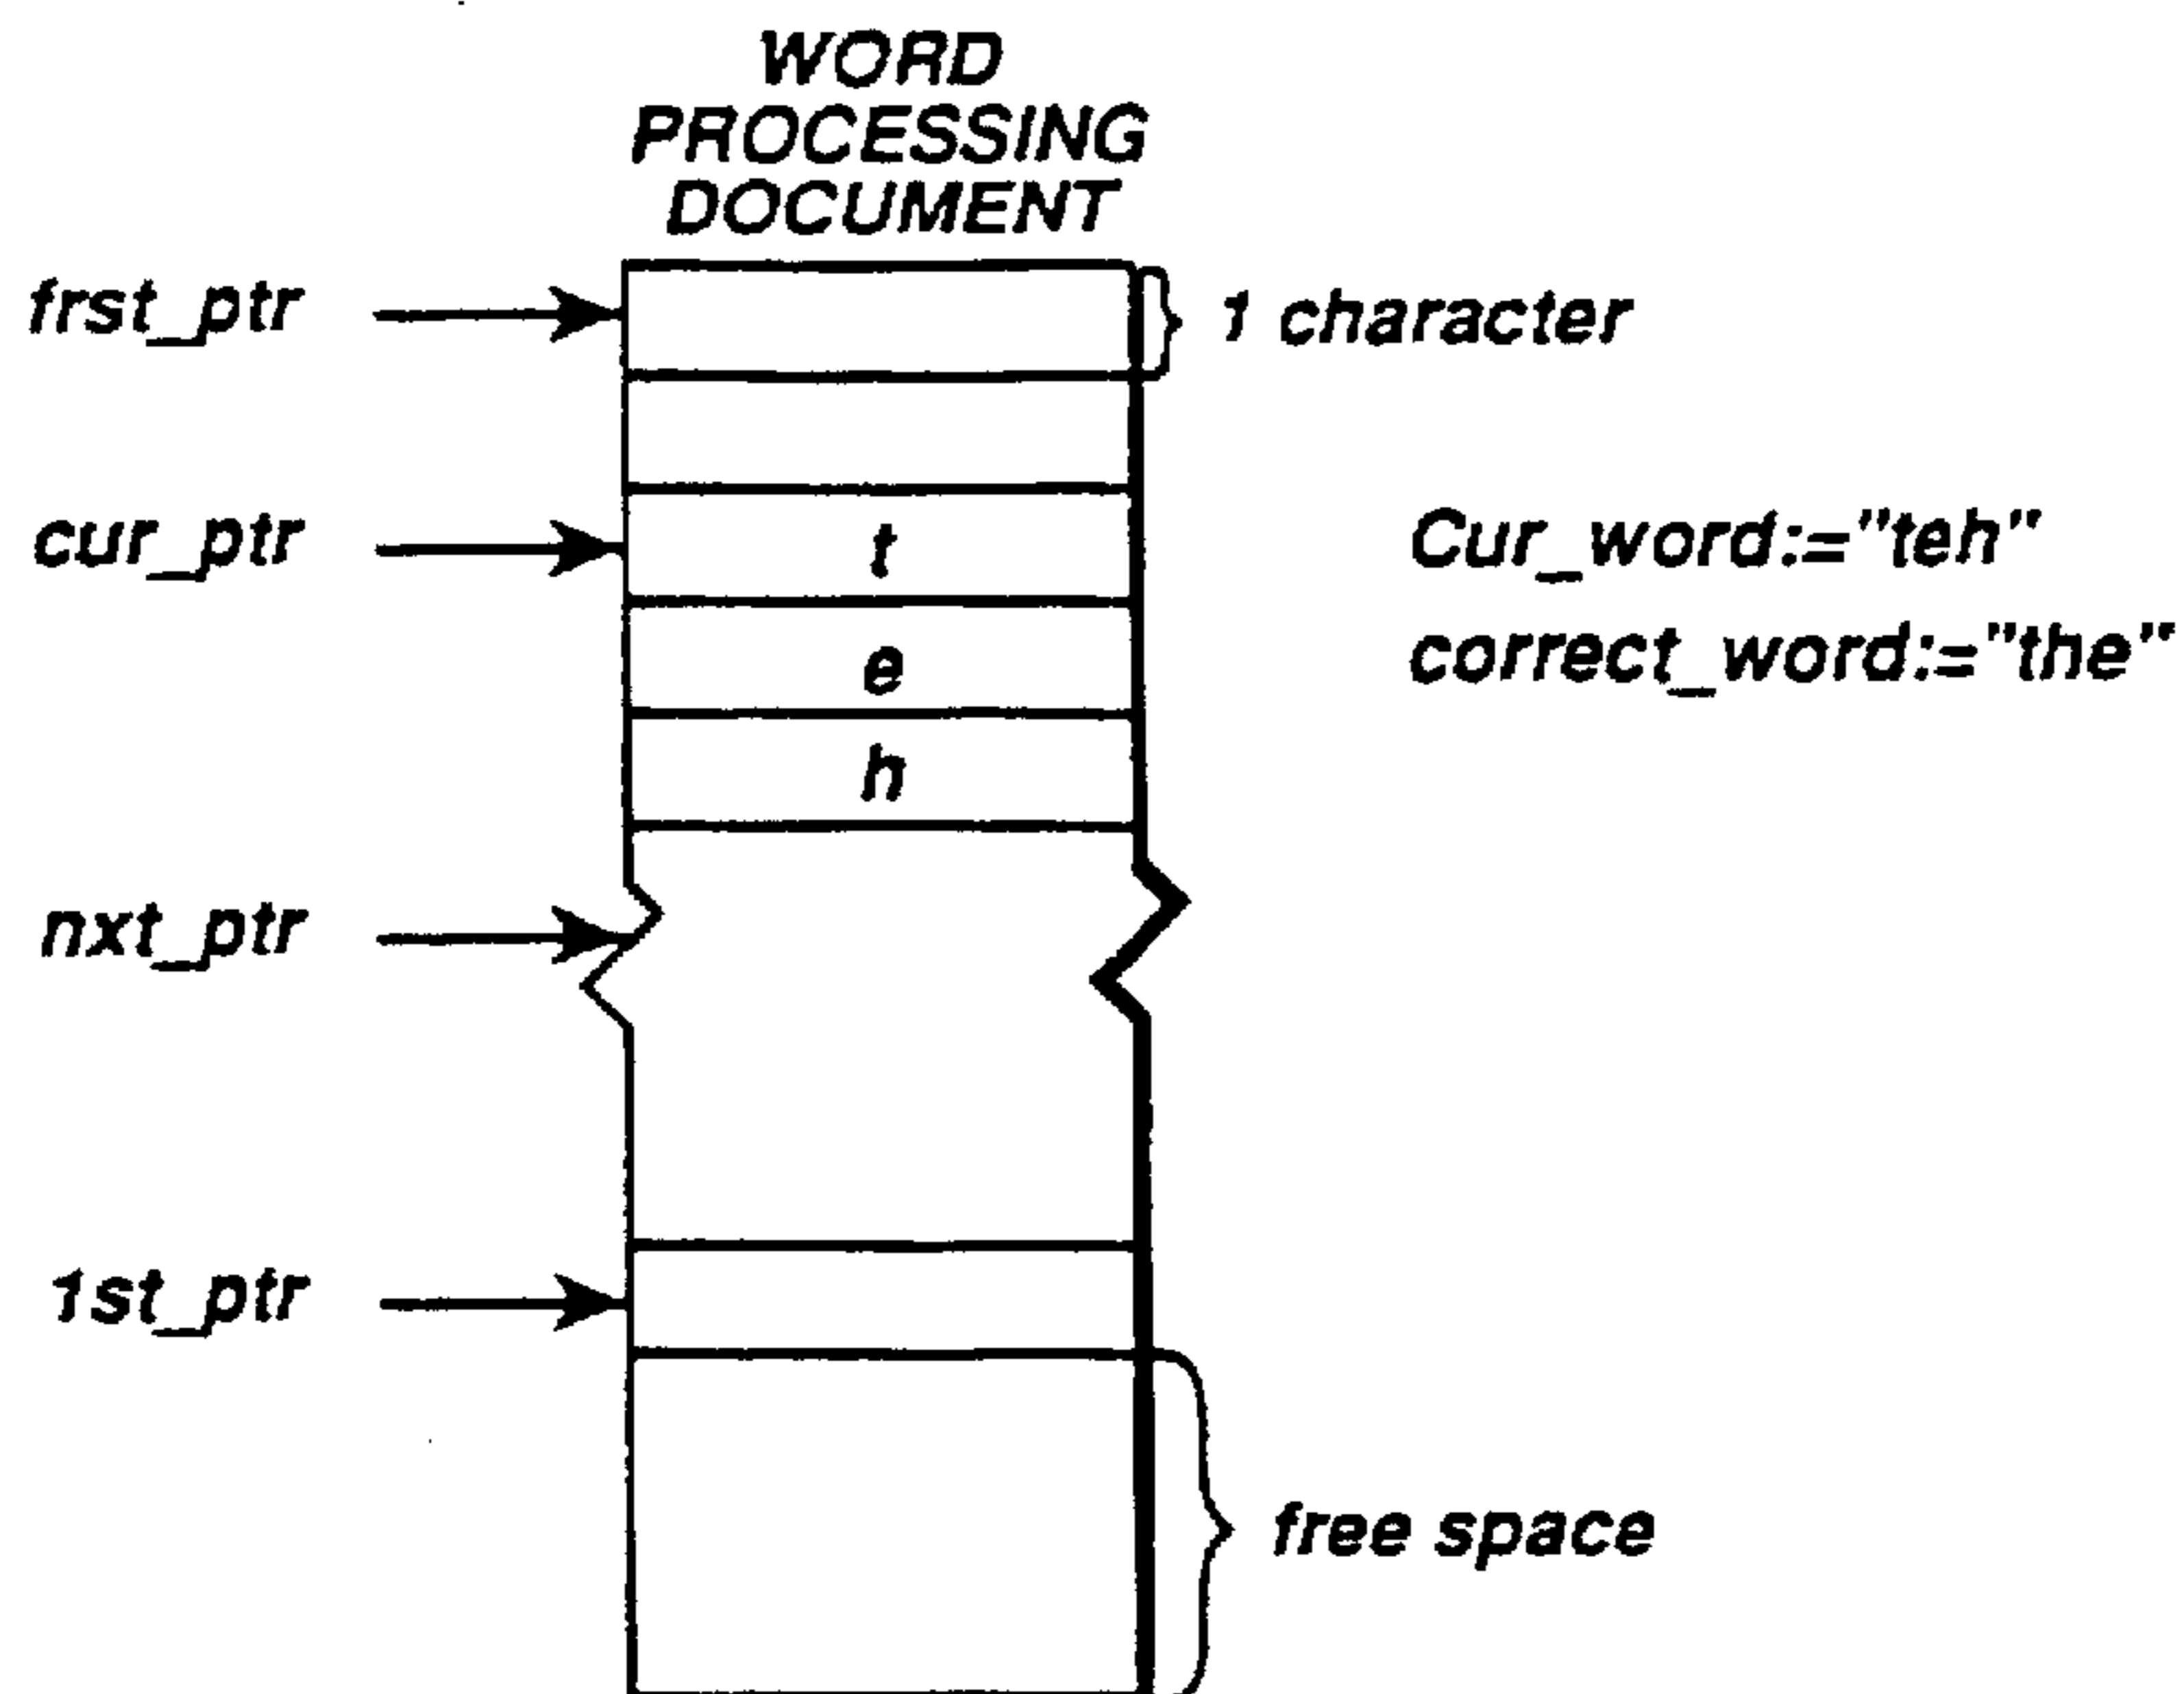 WORD
PROCESSING
DOCUMENT
frst_ptr
1 character
cur_ptr
t
Cur_word:="teh"
e
correct_word:="the"
h
nxt_ptr
1st_ptr
free space